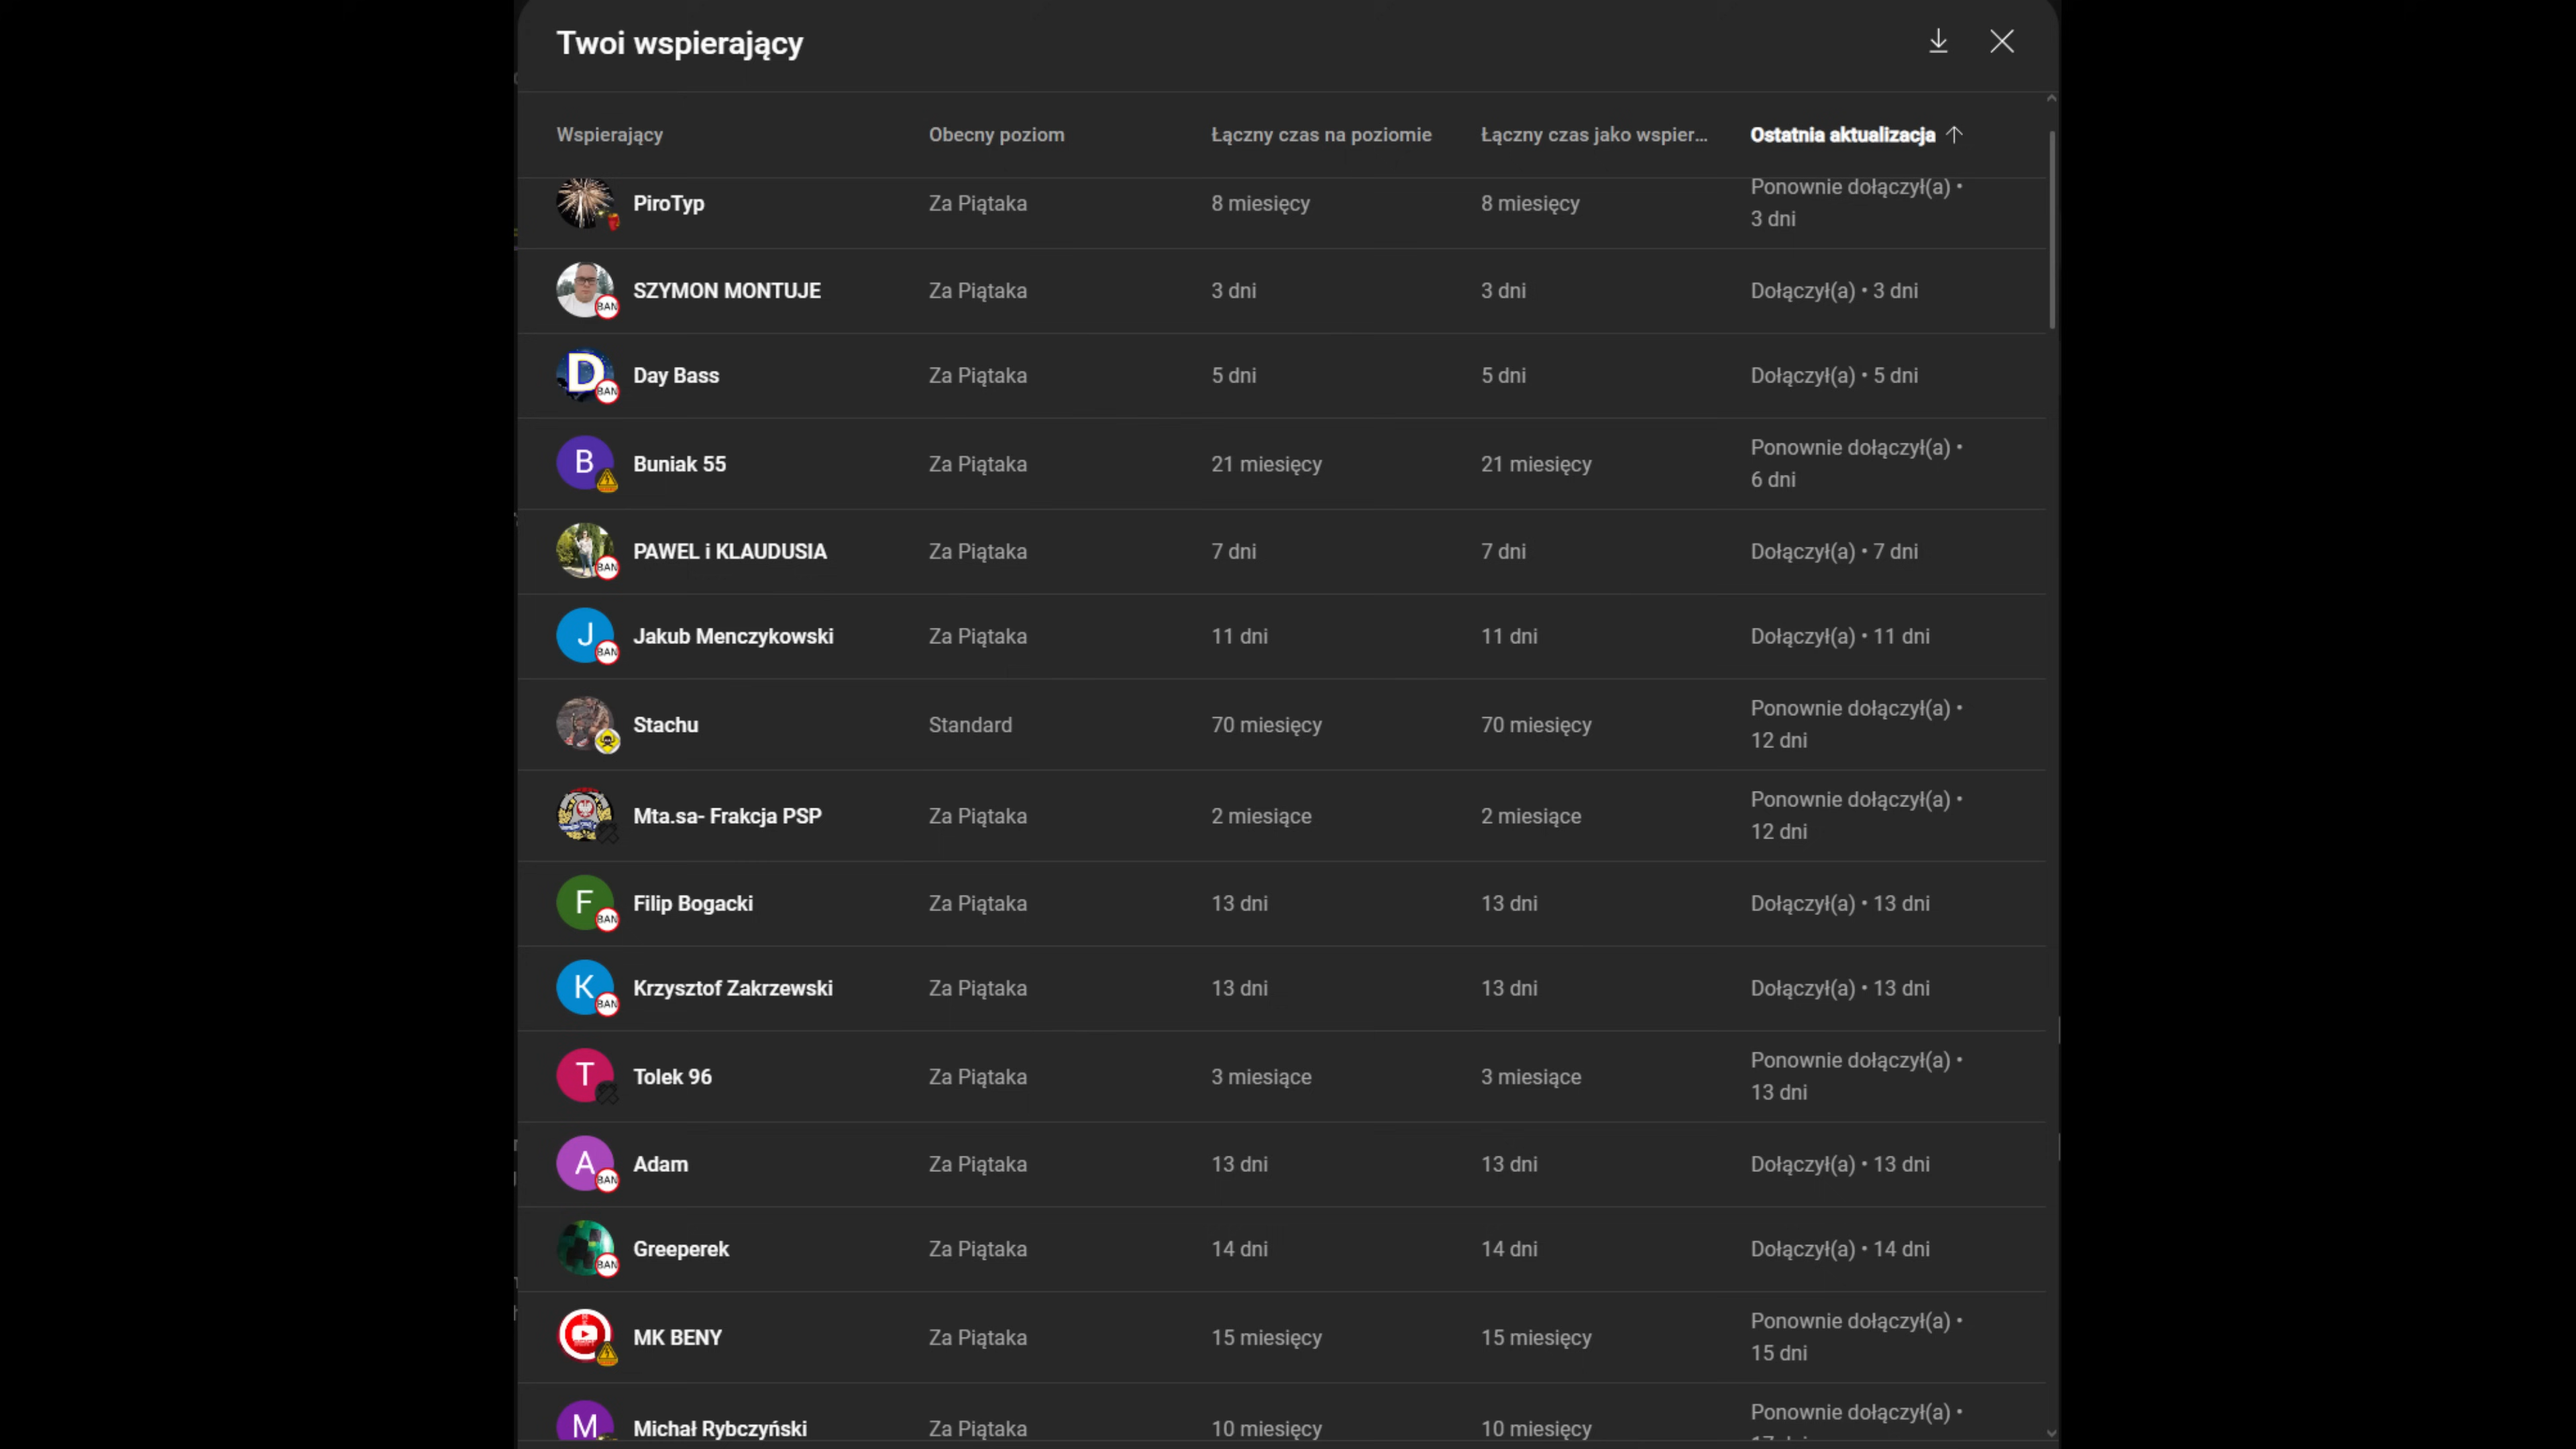 Twoi wspierający
Wspierający Obecny poziom Łączny czas na poziomie Łączny czas jako wspier... Ostatnia aktualizacja
PiroTyp Za Piątaka 8 miesięcy 8 miesięcy Ponownie dołączył(a) •
3 dni
SZYMON MONTUJE Za Piątaka 3 dni 3 dni Dołączył(a) • 3 dni
BAN
Day Bass Za Piątaka 5 dni 5 dni Dołączył(a) • 5 dni
D
BAN
Buniak 55 Za Piątaka 21 miesięcy 21 miesięcy Ponownie dołączył(a) •
6 dni
B
PAWEL i KLAUDUSIA Za Piątaka 7 dni 7 dni Dołączył(a) • 7 dni
BAN
Jakub Menczykowski Za Piątaka 11 dni 11 dni Dołączył(a) • 11 dni
J
BAN
Stachu Standard 70 miesięcy 70 miesięcy Ponownie dołączył(a) •
12 dni
Mta.sa- Frakcja PSP Za Piątaka 2 miesiące 2 miesiące Ponownie dołączył(a) •
12 dni
Filip Bogacki Za Piątaka 13 dni 13 dni Dołączył(a) • 13 dni
F
BAN
Krzysztof Zakrzewski Za Piątaka 13 dni 13 dni Dołączył(a) • 13 dni
K
BAN
Tolek 96 Za Piątaka 3 miesiące 3 miesiące Ponownie dołączył(a) •
13 dni
T
Adam Za Piątaka 13 dni 13 dni Dołączył(a) • 13 dni
A
BAN
Greeperek Za Piątaka 14 dni 14 dni Dołączył(a) • 14 dni
BAN
MK BENY Za Piątaka 15 miesięcy 15 miesięcy Ponownie dołączył(a) •
15 dni
Michał Rybczyński Za Piątaka 10 miesięcy 10 miesięcy Ponownie dołączył(a) •
M